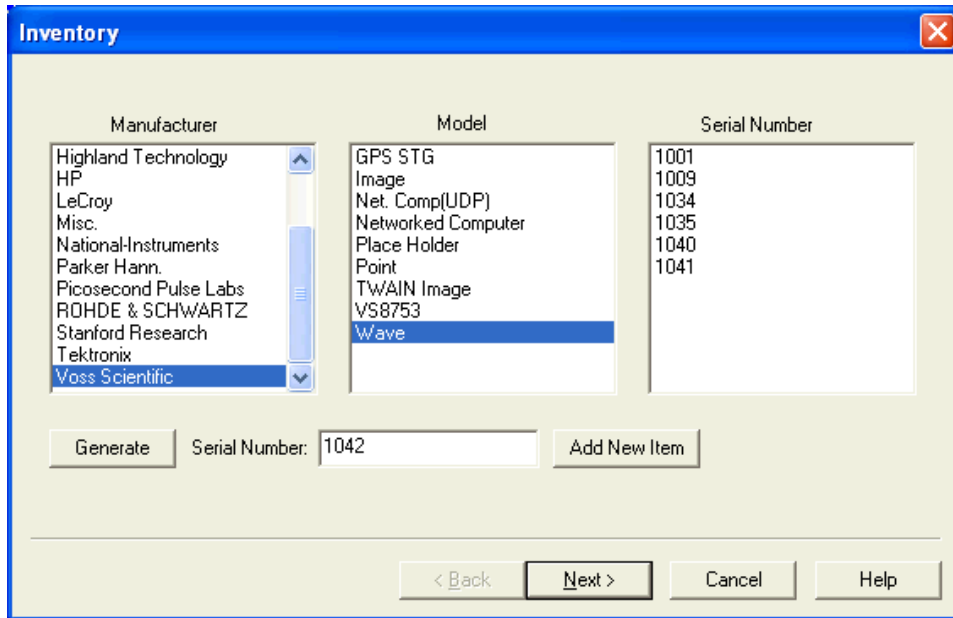 Inventory
Manufacturer
Highland Technology
HP
LeCroy
Misc.
National-Instruments
Parker Hann.
Picosecond Pulse Labs
ROHDE & SCHWARTZ
Stanford Research
Tektronix
Voss Scientific
Model
GPS STG
Image
Net. Comp(UDP)
Networked Computer
Place Holder
Point
TWAIN Image
VS8753
Wave
Serial Number
1001
1009
1034
1035
1040
1041
Generate Serial Number: 1042 Add New Item
< Back Next > Cancel Help